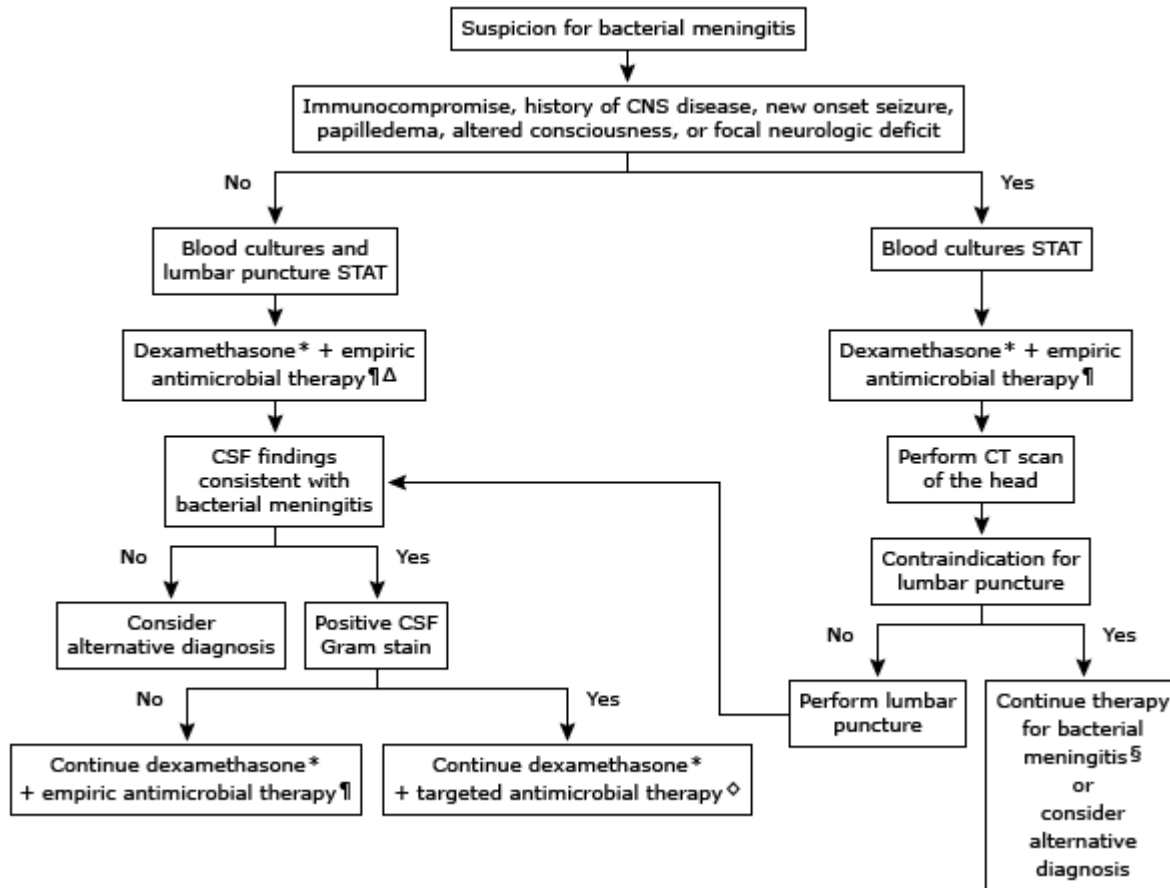 Suspicion for bacterial meningitis
Immunocompromise, history of CNS disease, new onset seizure,
papilledema, altered consciousness, or focal neurologic deficit
No
Yes
Blood cultures and
lumbar puncture STAT
Blood cultures STAT
Dexamethasone* + empiric
antimicrobial therapy¶Δ
Dexamethasone* + empiric
antimicrobial therapy¶
CSF findings
consistent with
bacterial meningitis
Perform CT scan
of the head
No
Yes
Contraindication for
lumbar puncture
Consider
alternative diagnosis
Positive CSF
Gram stain
No
Yes
No
Yes
Perform lumbar
puncture
Continue therapy
for bacterial
meningitis§
or
consider
alternative
diagnosis
Continue dexamethasone*
+ empiric antimicrobial therapy¶
Continue dexamethasone*
+ targeted antimicrobial therapy◊